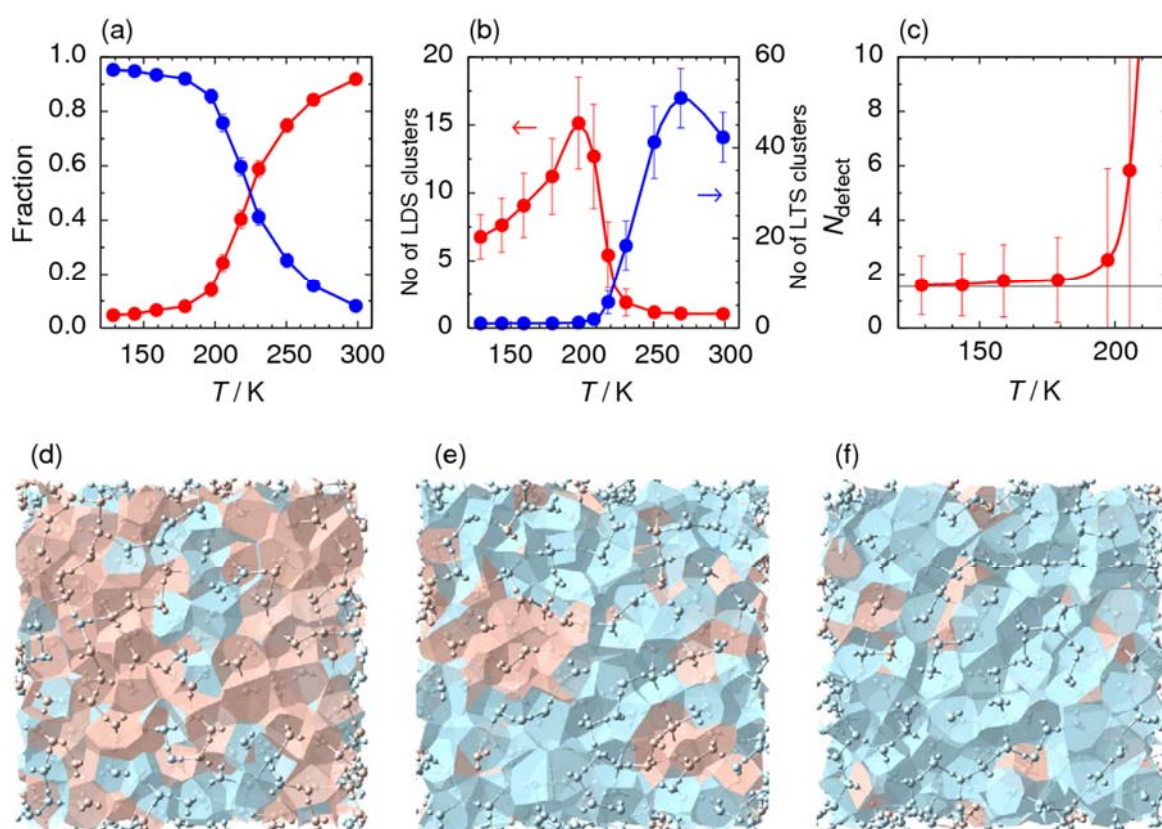 (a)
1.0
0.8
0.6
0.4
0.2
0.0
Fraction
150
200
250
300
T / K
(b)
20
15
10
5
0
No of LDS clusters
←
→
60
40
20
0
No of LTS clusters
150
200
250
300
T / K
(c)
10
8
6
4
2
0
N_defect
150
200
T / K
(d)
(e)
(f)